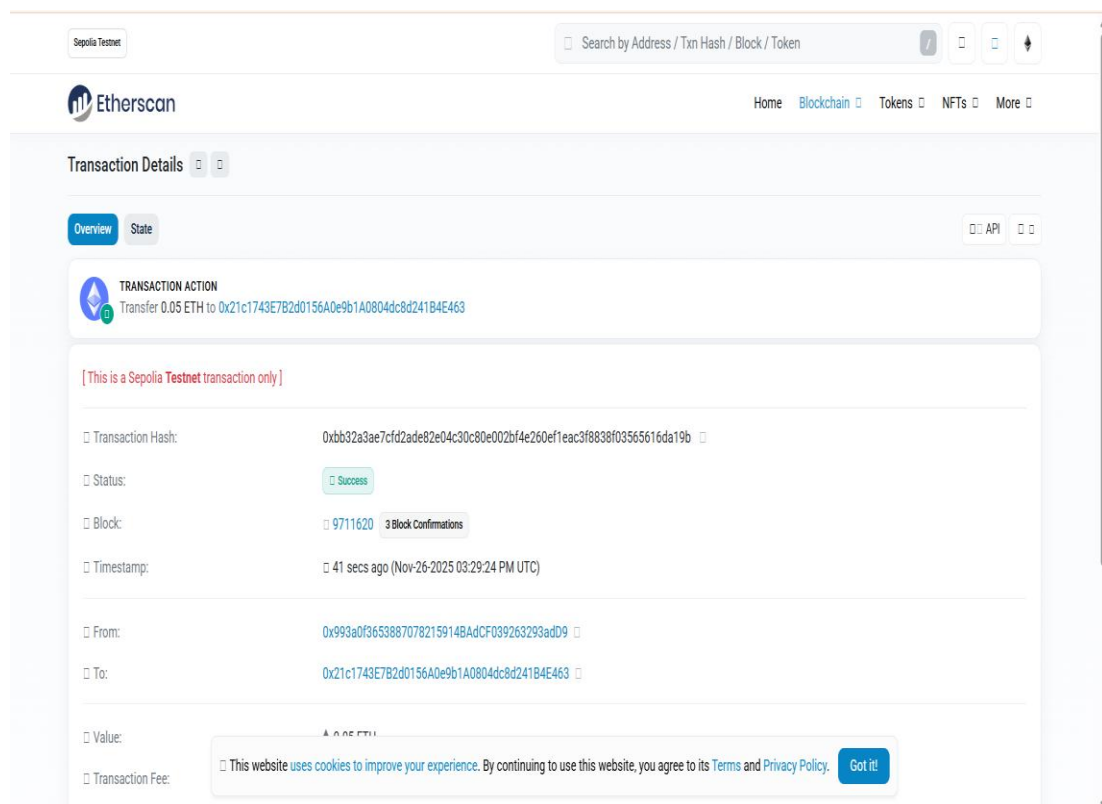 Sepolia Testnet
Search by Address / Txn Hash / Block / Token /
Etherscan
Home Blockchain Tokens NFTs More
Transaction Details
Overview State API
TRANSACTION ACTION
Transfer 0.05 ETH to 0x21c1743E7B2d0156A0e9b1A0804dc8d241B4E463
[ This is a Sepolia Testnet transaction only ]
Transaction Hash: 0xbb32a3ae7cfd2ade82e04c30c80e002bf4e260ef1eac3f8838f03565616da19b
Status: Success
Block: 9711620 3 Block Confirmations
Timestamp: 41 secs ago (Nov-26-2025 03:29:24 PM UTC)
From: 0x993a0f3653887078215914BAdCF039263293adD9
To: 0x21c1743E7B2d0156A0e9b1A0804dc8d241B4E463
Value: 0.05 ETH
Transaction Fee:
This website uses cookies to improve your experience. By continuing to use this website, you agree to its Terms and Privacy Policy. Got it!